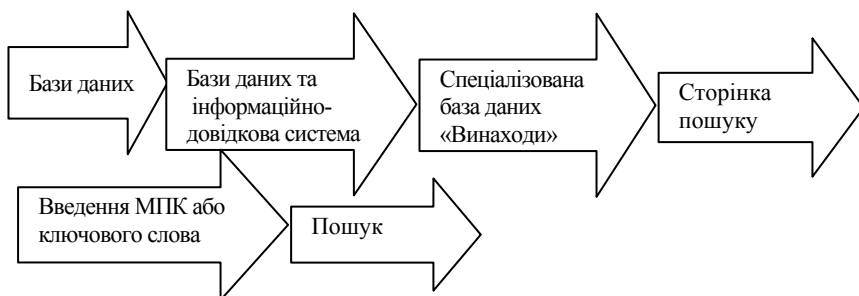 Бази даних
Бази даних та
інформаційно-
довідкова система
Спеціалізована
база даних
«Винаходи»
Сторінка
пошуку
Введення МПК або
ключового слова
Пошук